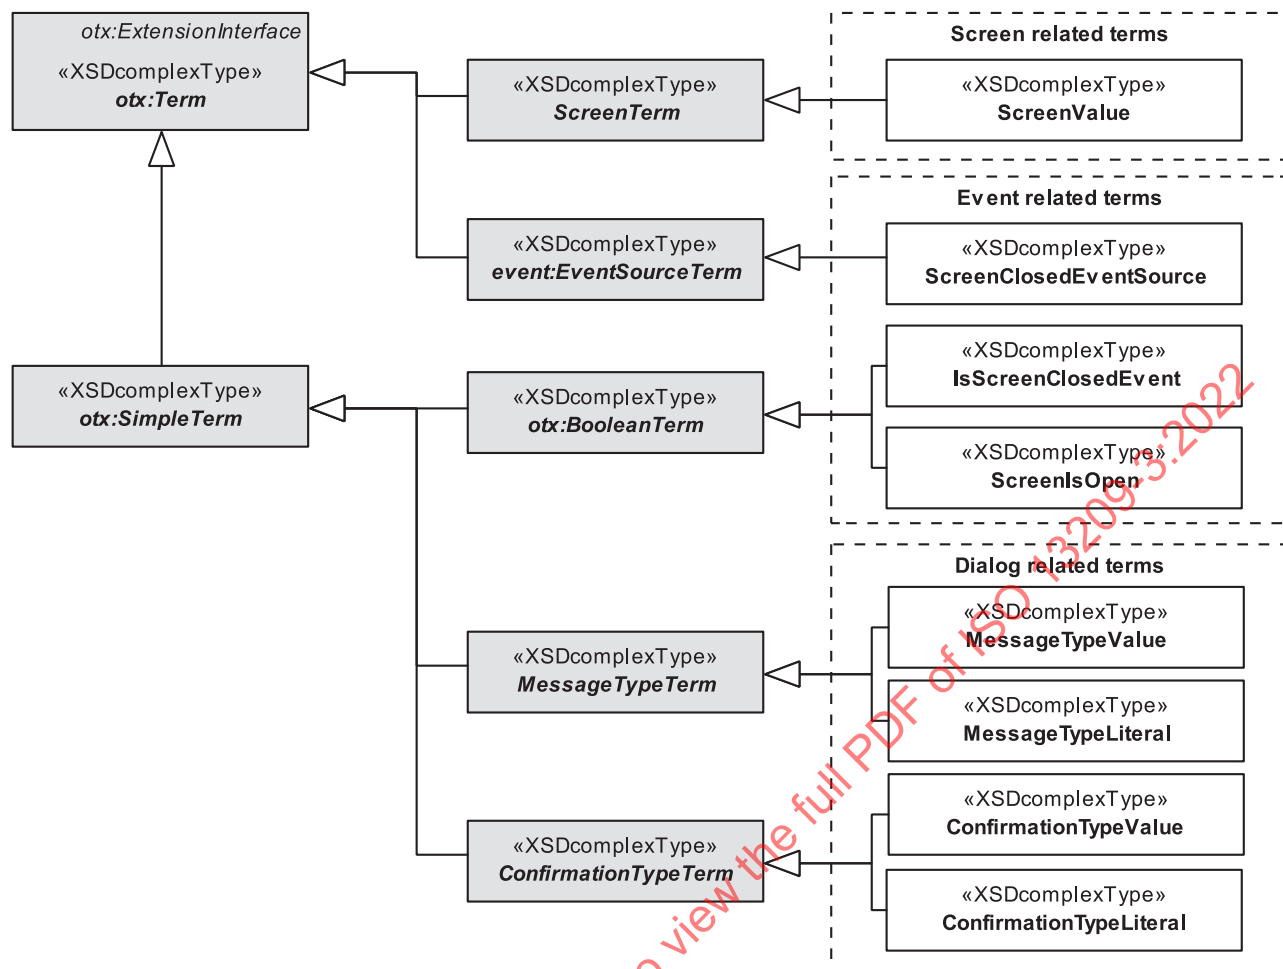 otx:ExtensionInterface
«XSDcomplexType»
otx:Term
«XSDcomplexType»
ScreenTerm
Screen related terms
«XSDcomplexType»
ScreenValue
Event related terms
«XSDcomplexType»
event:EventSourceTerm
«XSDcomplexType»
ScreenClosedEventSource
«XSDcomplexType»
IsScreenClosedEvent
«XSDcomplexType»
otx:SimpleTerm
«XSDcomplexType»
otx:BooleanTerm
«XSDcomplexType»
ScreenIsOpen
Dialog related terms
«XSDcomplexType»
MessageTypeValue
«XSDcomplexType»
MessageTypeTerm
«XSDcomplexType»
MessageTypeLiteral
«XSDcomplexType»
ConfirmationTypeValue
«XSDcomplexType»
ConfirmationTypeTerm
«XSDcomplexType»
ConfirmationTypeLiteral
view the full PDF of ISO 13209-3:2022